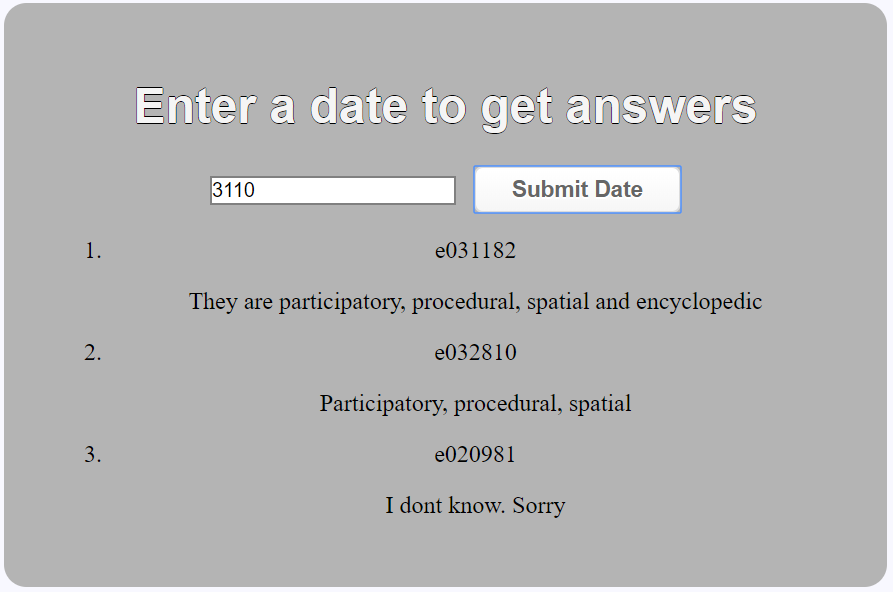 Enter a date to get answers
3110 Submit Date
1. e031182
They are participatory, procedural, spatial and encyclopedic
2. e032810
Participatory, procedural, spatial
3. e020981
I dont know. Sorry